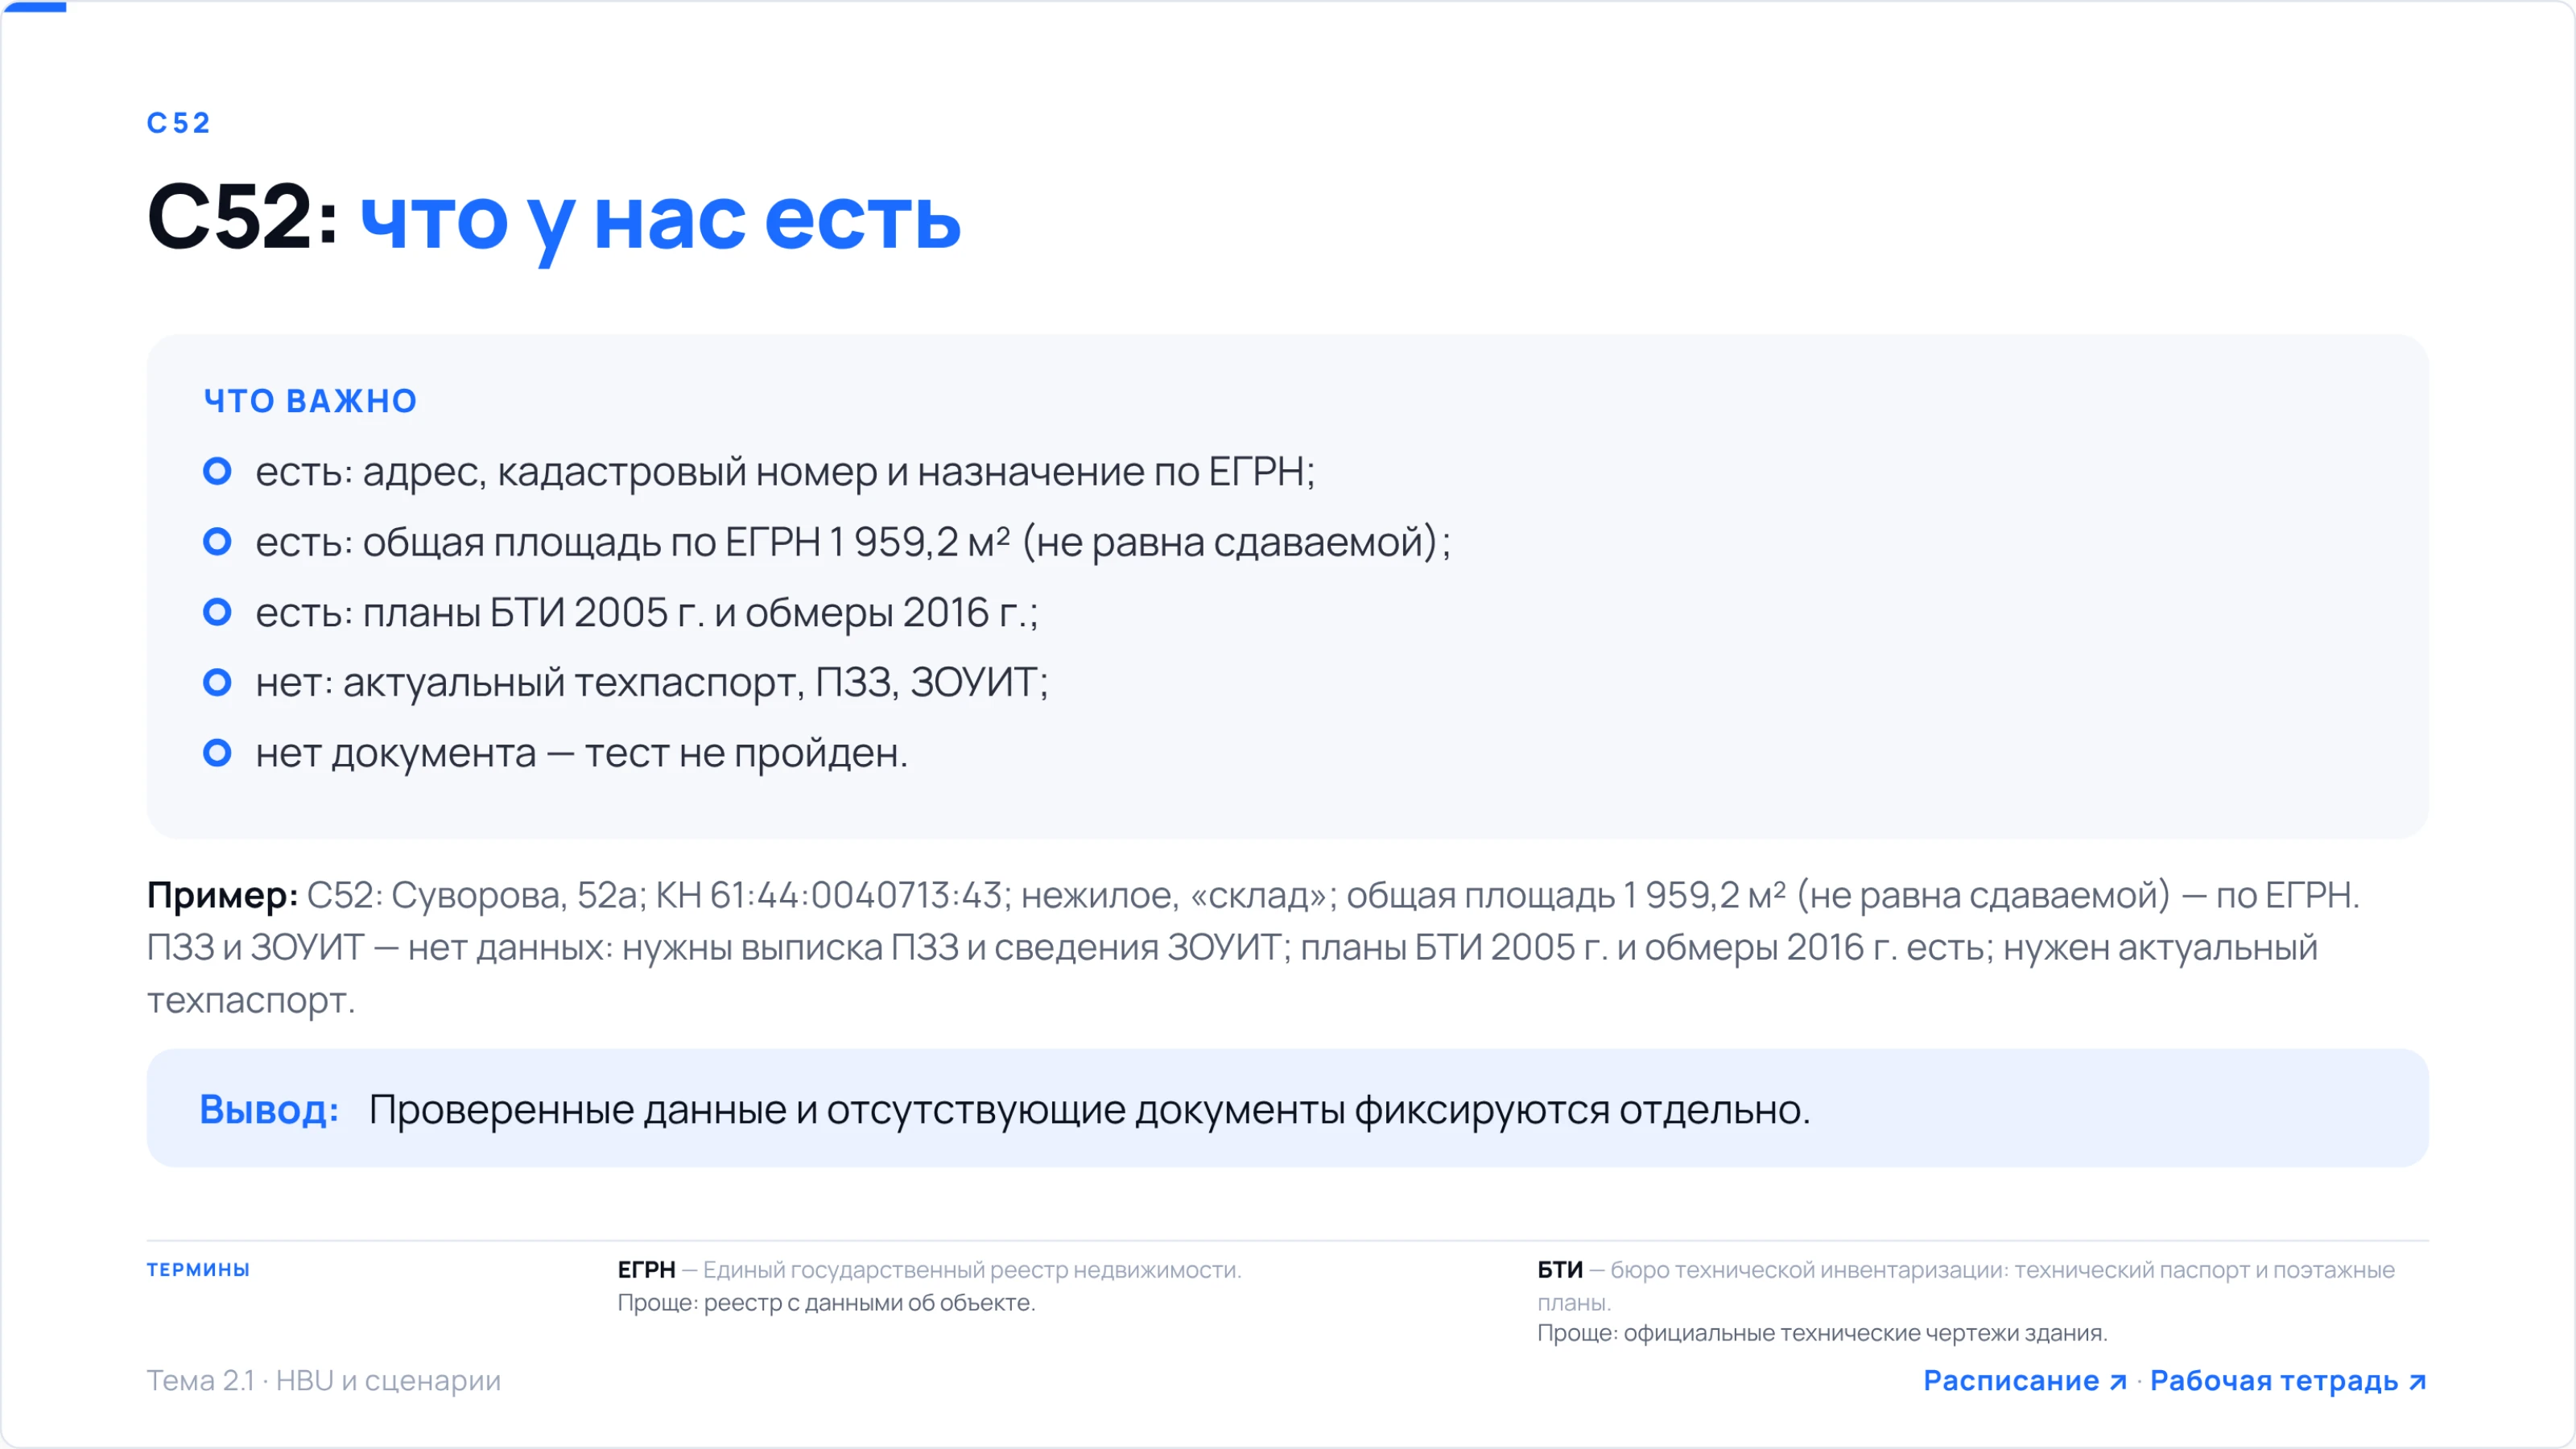 С52
С52: что у нас есть
ЧТО ВАЖНО
есть: адрес, кадастровый номер и назначение по ЕГРН;
есть: общая площадь по ЕГРН 1 959,2 м² (не равна сдаваемой);
есть: планы БТИ 2005 г. и обмеры 2016 г.;
нет: актуальный техпаспорт, ПЗЗ, ЗОУИТ;
нет документа — тест не пройден.
Пример: С52: Суворова, 52а; КН 61:44:0040713:43; нежилое, «склад»; общая площадь 1 959,2 м² (не равна сдаваемой) — по ЕГРН.
ПЗЗ и ЗОУИТ — нет данных: нужны выписка ПЗЗ и сведения ЗОУИТ; планы БТИ 2005 г. и обмеры 2016 г. есть; нужен актуальный
техпаспорт.
Вывод: Проверенные данные и отсутствующие документы фиксируются отдельно.
ТЕРМИНЫ
ЕГРН — Единый государственный реестр недвижимости.
Проще: реестр с данными об объекте.
БТИ — бюро технической инвентаризации: технический паспорт и поэтажные
планы.
Проще: официальные технические чертежи здания.
Тема 2.1 · HBU и сценарии
Расписание ↗ · Рабочая тетрадь ↗